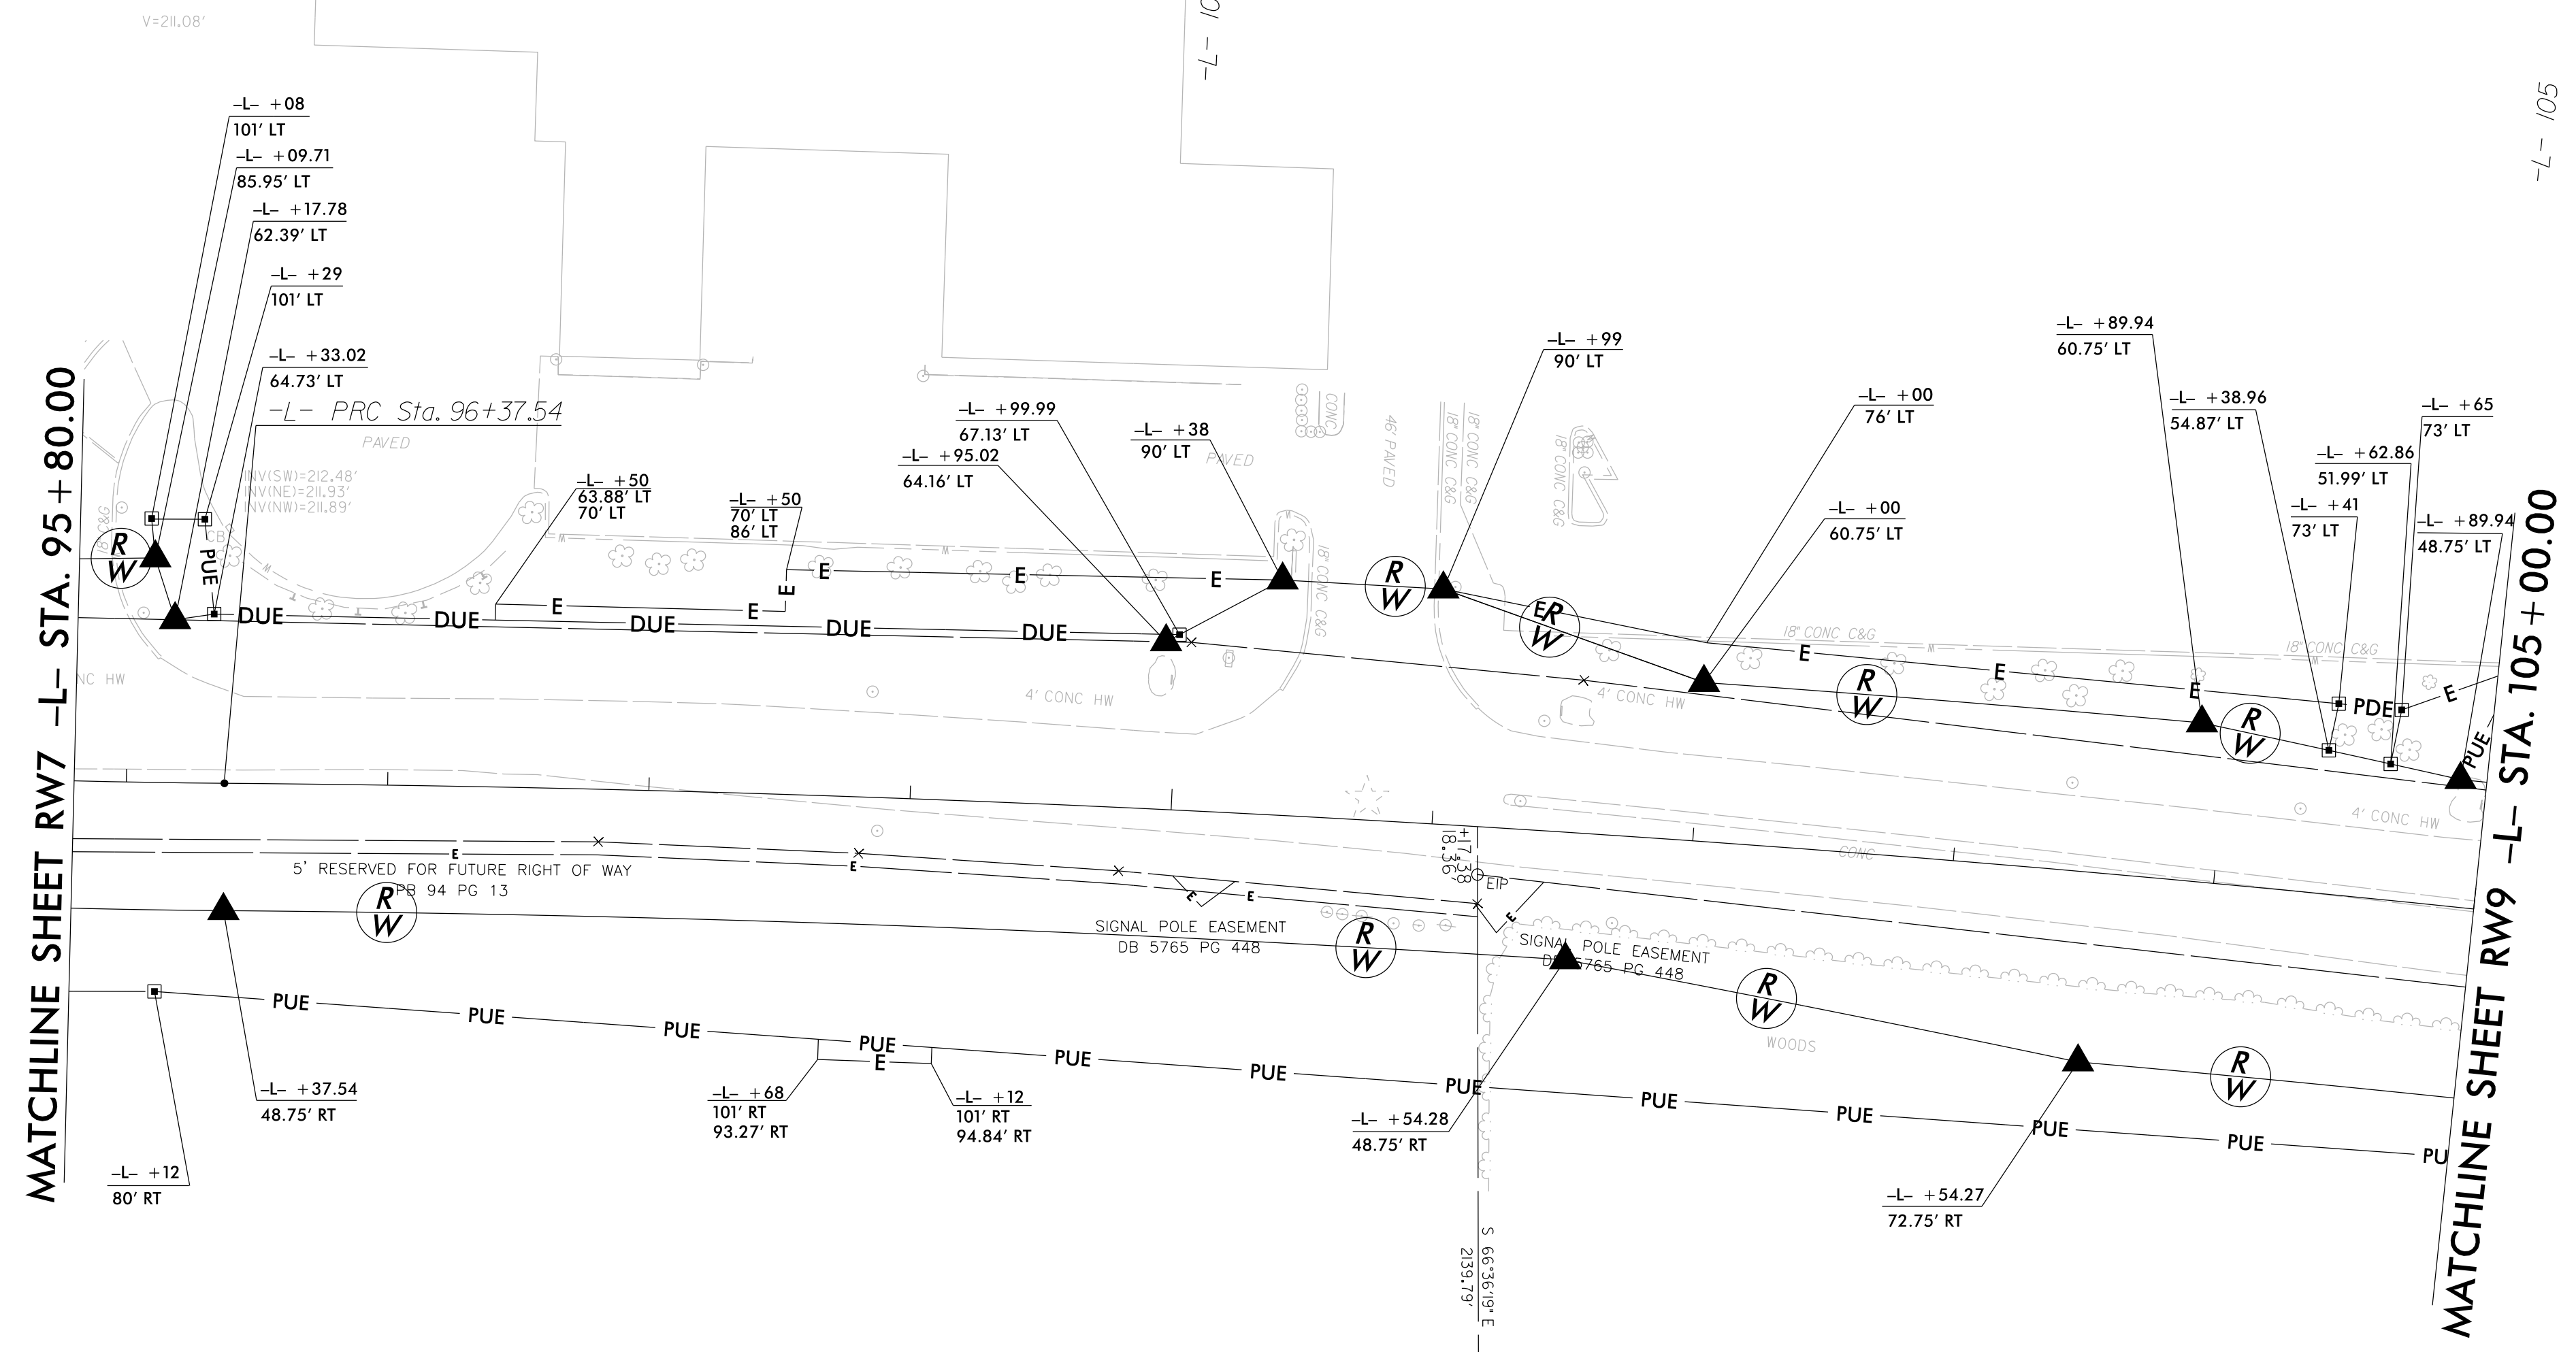 V=211.08'
-L- 10
-L- 105
–L– +08
101' LT
–L– +09.71
85.95' LT
–L– +17.78
62.39' LT
–L– +29
101' LT
–L– +33.02
64.73' LT
-L- PRC Sta. 96+37.54
PAVED
INV(SW)=212.48'
INV(NE)=211.93'
INV(NW)=211.89'
CB
18" C&G
–L– +50
63.88' LT
70' LT
–L– +50
70' LT
86' LT
–L– +99.99
67.13' LT
–L– +95.02
64.16' LT
–L– +38
90' LT
PAVED
CONC
46' PAVED
18" CONC C&G
18" CONC C&G
18" CONC C&G
18" CONC C&G
–L– +99
90' LT
–L– +00
76' LT
–L– +00
60.75' LT
–L– +89.94
60.75' LT
–L– +38.96
54.87' LT
–L– +65
73' LT
–L– +62.86
51.99' LT
–L– +41
73' LT
–L– +89.94
48.75' LT
MATCHLINE SHEET RW7 –L– STA. 95+80.00
MATCHLINE SHEET RW9 –L– STA. 105+00.00
R
W
PUE
E
E
E
E
E
E
R
W
E
R
W
DUE
DUE
DUE
DUE
DUE
18" CONC C&G
18" CONC C&G
E
E
E
PDE
E
R
W
R
W
PUE
NC HW
4' CONC HW
4' CONC HW
4' CONC HW
CONC
+17.38
18.36'
EIP
E
E
E
E
E
5' RESERVED FOR FUTURE RIGHT OF WAY
PB 94 PG 13
R
W
SIGNAL POLE EASEMENT
DB 5765 PG 448
R
W
SIGNAL POLE EASEMENT
DB 5765 PG 448
R
W
WOODS
R
W
PUE
PUE
PUE
PUE
PUE
PUE
PUE
PUE
PUE
PUE
PUE
PU
E
–L– +37.54
48.75' RT
–L– +12
80' RT
–L– +68
101' RT
93.27' RT
–L– +12
101' RT
94.84' RT
–L– +54.28
48.75' RT
–L– +54.27
72.75' RT
S 66°36'19" E
2139.79'